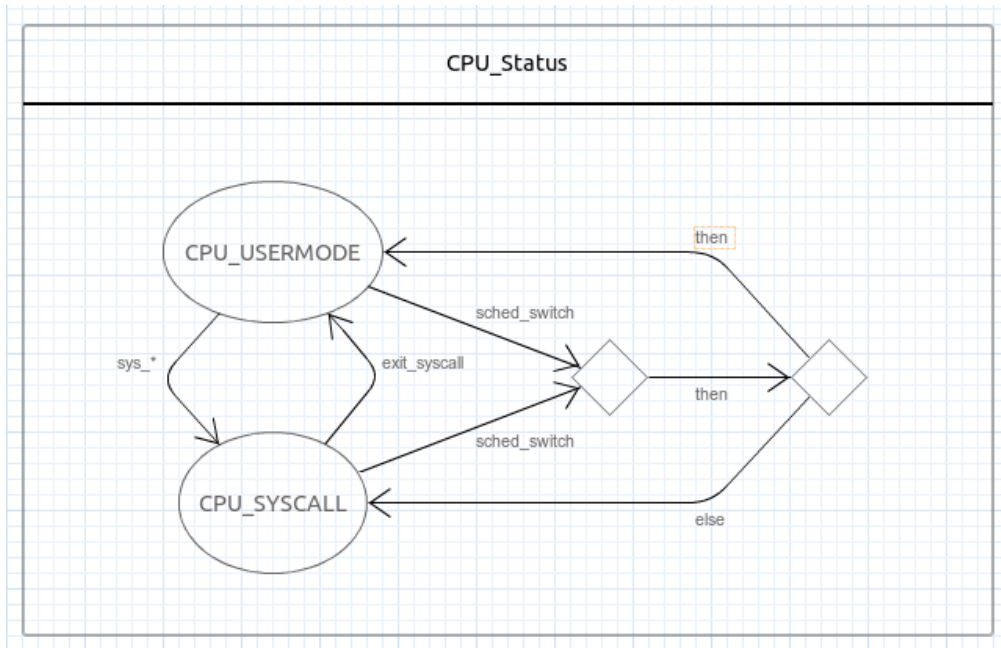 CPU_Status
then
CPU_USERMODE
sched_switch
sys_*
exit_syscall
then
sched_switch
CPU_SYSCALL
else